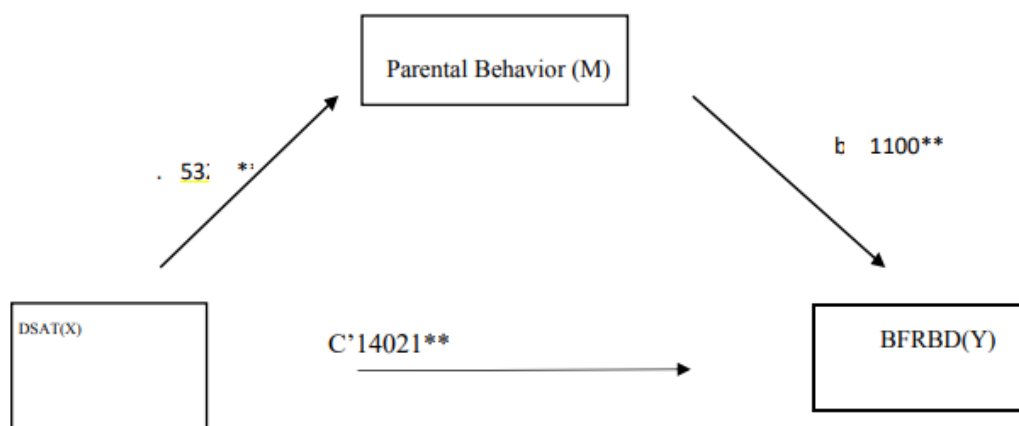 Parental Behavior (M)
b 1100**
. 53
DSAT(X)
C'14021**
BFRBD(Y)